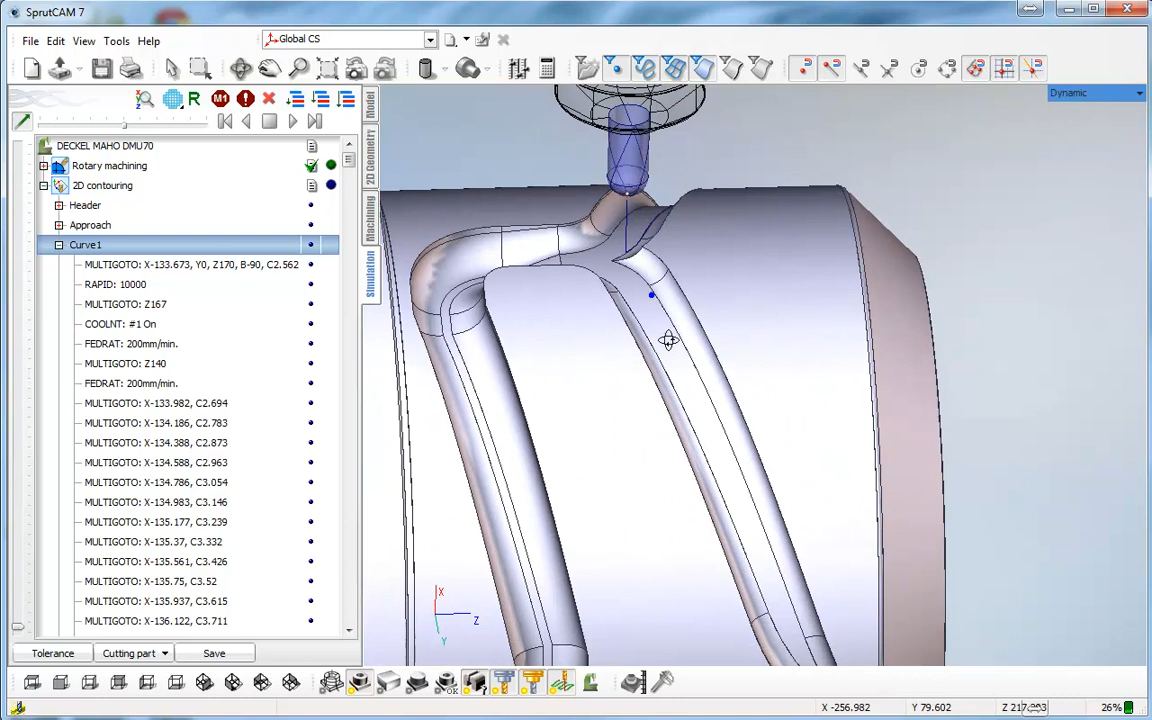 SprutCAM 7
File Edit View Tools Help
Global CS
R M1
Dynamic
DECKEL MAHO DMU70
Rotary machining
2D contouring
Header
Approach
Curve1
MULTIGOTO: X-133.673, Y0, Z170, B-90, C2.562
RAPID: 10000
MULTIGOTO: Z167
COOLNT: #1 On
FEDRAT: 200mm/min.
MULTIGOTO: Z140
FEDRAT: 200mm/min.
MULTIGOTO: X-133.982, C2.694
MULTIGOTO: X-134.186, C2.783
MULTIGOTO: X-134.388, C2.873
MULTIGOTO: X-134.588, C2.963
MULTIGOTO: X-134.786, C3.054
MULTIGOTO: X-134.983, C3.146
MULTIGOTO: X-135.177, C3.239
MULTIGOTO: X-135.37, C3.332
MULTIGOTO: X-135.561, C3.426
MULTIGOTO: X-135.75, C3.52
MULTIGOTO: X-135.937, C3.615
MULTIGOTO: X-136.122, C3.711
Model
2D Geometry
Machining
Simulation
X
Z
Y
Tolerance Cutting part Save
OK
X -256.982 Y 79.602 26%